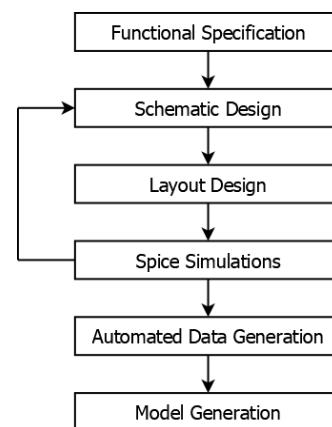 Functional Specification
Schematic Design
Layout Design
Spice Simulations
Automated Data Generation
Model Generation